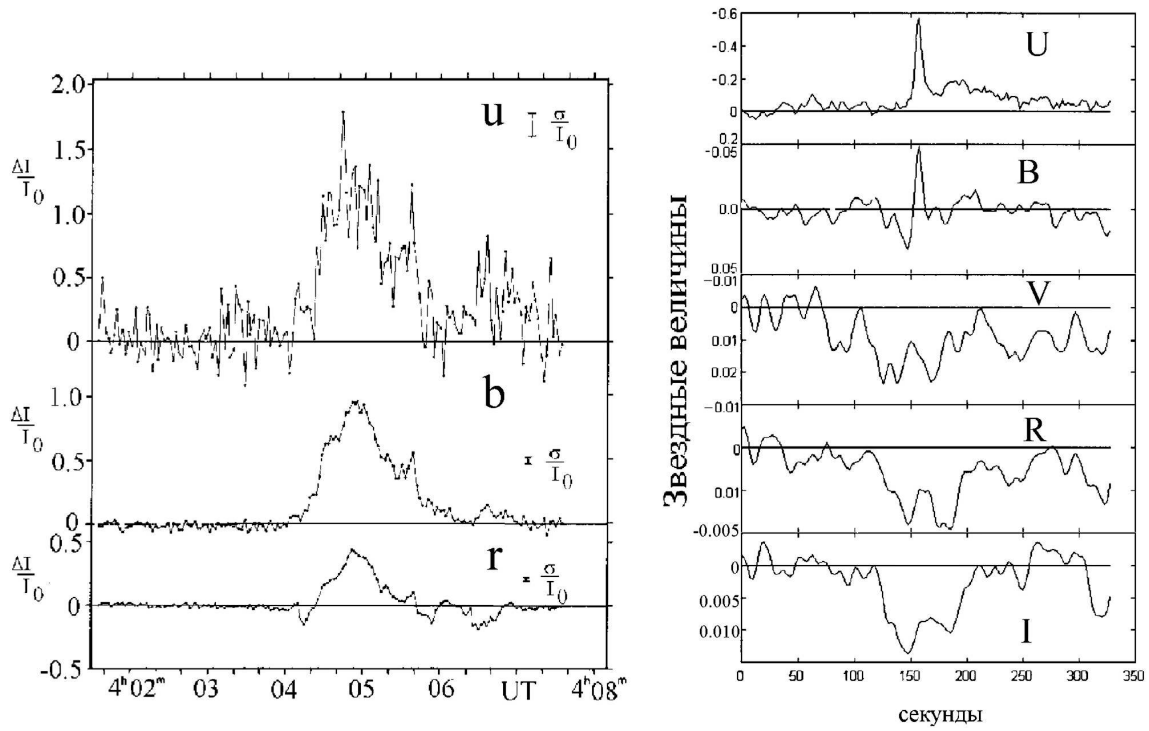 2.0
u
σ/I₀
1.5
ΔI/I₀
1.0
0.5
0
b
1.0
ΔI/I₀
0.5
σ/I₀
0
0.5
r
ΔI/I₀
σ/I₀
0
-0.5
4ʰ02ᵐ 03 04 05 06 UT 4ʰ08ᵐ
Звездные величины
-0.6
U
-0.4
-0.2
0
0.2
-0.05
B
0.0
0.05
-0.01
V
0
0.01
0.02
-0.01
R
0
0.01
-0.005
0
0.005
0.010
I
0 50 100 150 200 250 300 350
секунды